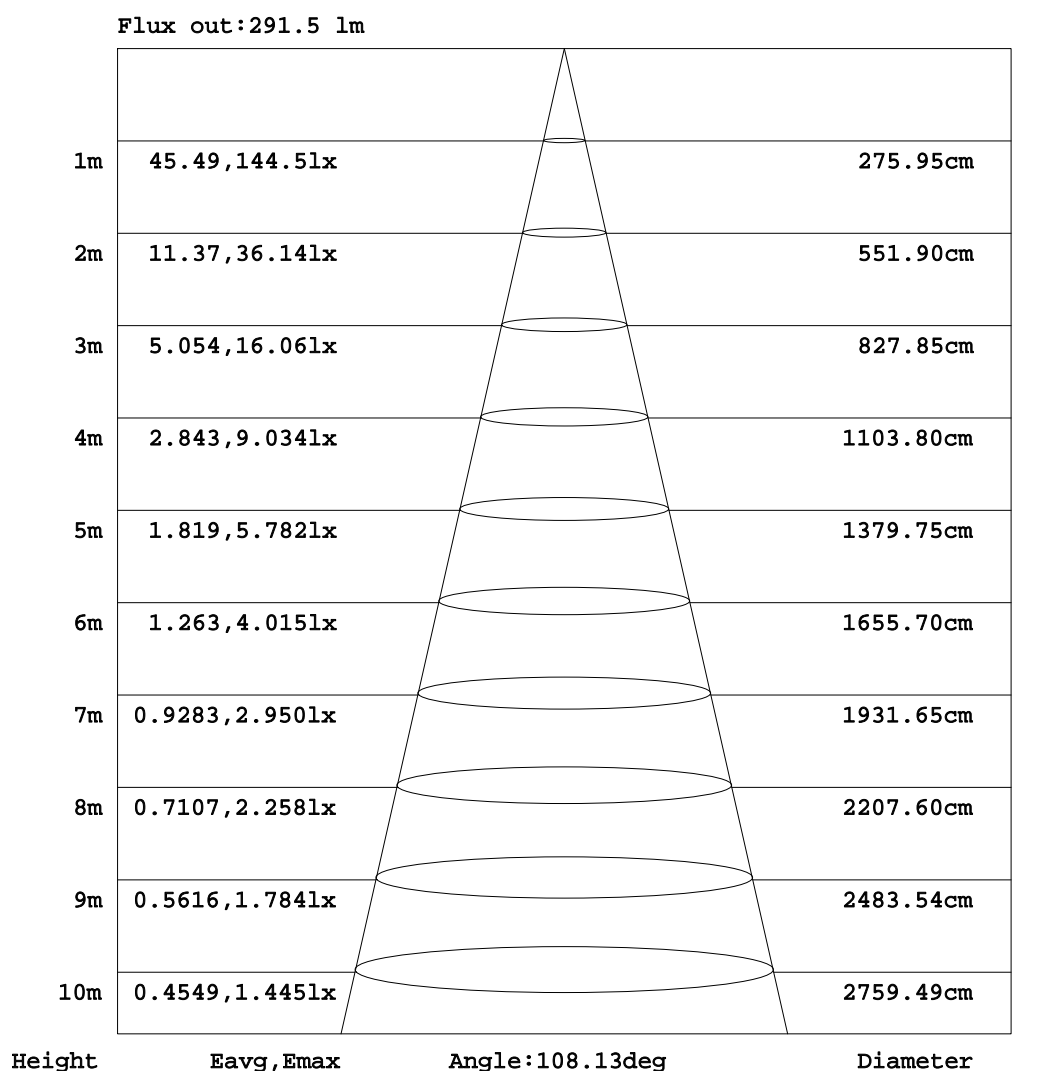 Flux out:291.5 lm
1m 45.49,144.5lx 275.95cm
2m 11.37,36.14lx 551.90cm
3m 5.054,16.06lx 827.85cm
4m 2.843,9.034lx 1103.80cm
5m 1.819,5.782lx 1379.75cm
6m 1.263,4.015lx 1655.70cm
7m 0.9283,2.950lx 1931.65cm
8m 0.7107,2.258lx 2207.60cm
9m 0.5616,1.784lx 2483.54cm
10m 0.4549,1.445lx 2759.49cm
Height Eavg,Emax Angle:108.13deg Diameter